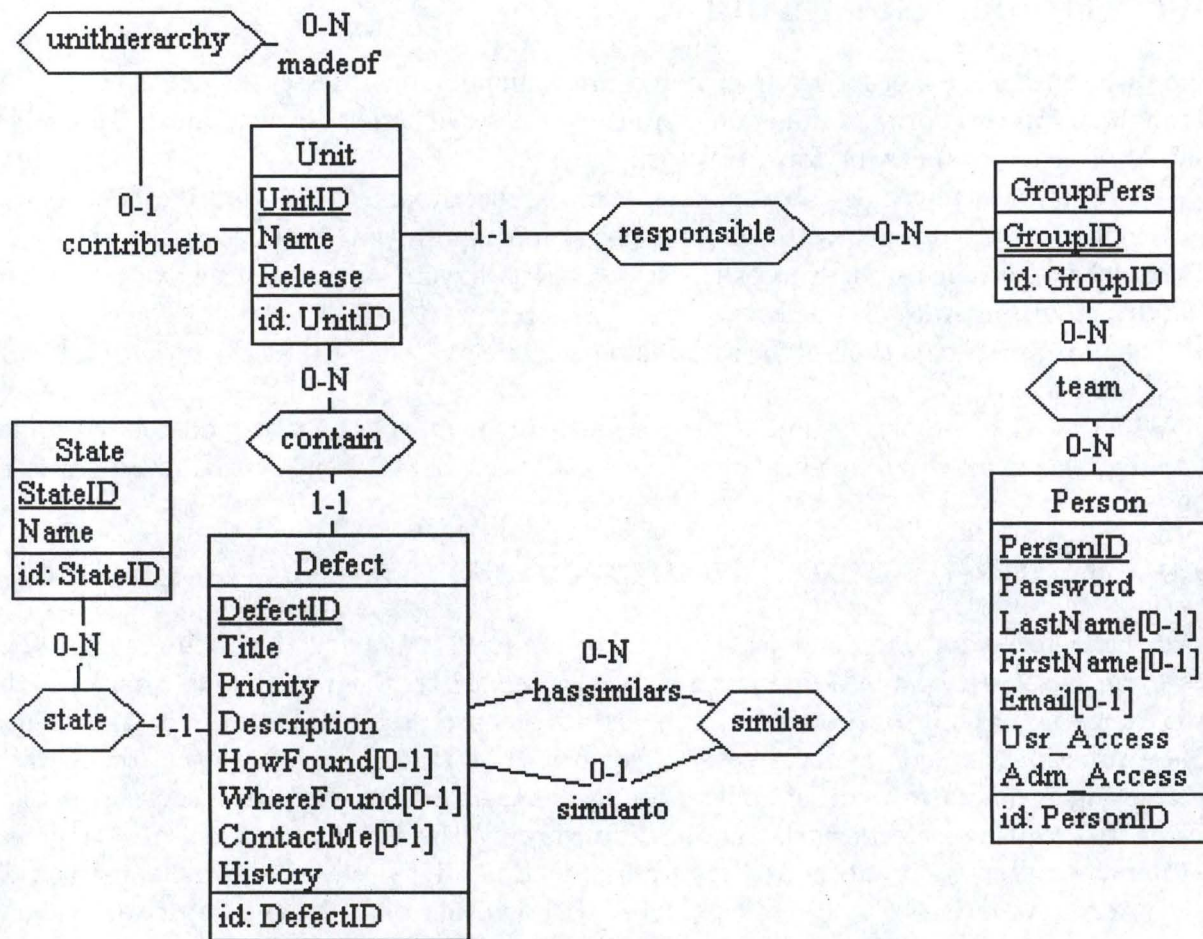 unithierarchy
0-N
madeof
0-1
contribueto
Unit
UnitID
Name
Release
id: UnitID
1-1
responsible
0-N
GroupPers
GroupID
id: GroupID
0-N
team
0-N
Person
PersonID
Password
LastName[0-1]
FirstName[0-1]
Email[0-1]
Usr_Access
Adm_Access
id: PersonID
0-N
contain
1-1
State
StateID
Name
id: StateID
0-N
state
1-1
Defect
DefectID
Title
Priority
Description
HowFound[0-1]
WhereFound[0-1]
ContactMe[0-1]
History
id: DefectID
0-N
hassimilars
similar
0-1
similarto